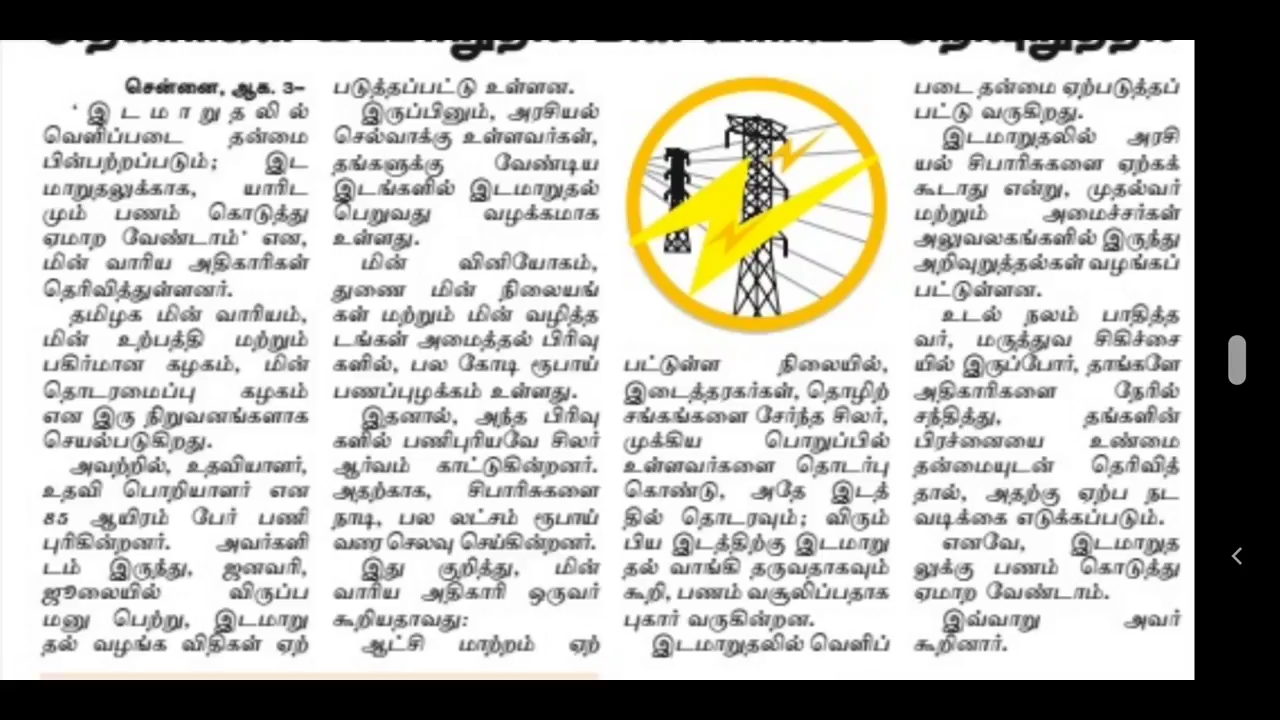 சென்னை, ஆக. 3–
‘இடமாறுதலில்
வெளிப்படை தன்மை
பின்பற்றப்படும்; இட
மாறுதலுக்காக, யாரிட
மும் பணம் கொடுத்து
ஏமாற வேண்டாம்’ என,
மின் வாரிய அதிகாரிகள்
தெரிவித்துள்ளனர்.
தமிழக மின் வாரியம்,
மின் உற்பத்தி மற்றும்
பகிர்மான கழகம், மின்
தொடரமைப்பு கழகம்
என இரு நிறுவனங்களாக
செயல்படுகிறது.
அவற்றில், உதவியாளர்,
உதவி பொறியாளர் என
85 ஆயிரம் பேர் பணி
புரிகின்றனர். அவர்களி
டம் இருந்து, ஜனவரி,
ஜூலையில் விருப்ப
மனு பெற்று, இடமாறு
தல் வழங்க விதிகள் ஏற்
படுத்தப்பட்டு உள்ளன.
இருப்பினும், அரசியல்
செல்வாக்கு உள்ளவர்கள்,
தங்களுக்கு வேண்டிய
இடங்களில் இடமாறுதல்
பெறுவது வழக்கமாக
உள்ளது.
மின் வினியோகம்,
துணை மின் நிலையங்
கள் மற்றும் மின் வழித்த
டங்கள் அமைத்தல் பிரிவு
களில், பல கோடி ரூபாய்
பணப்புழக்கம் உள்ளது.
இதனால், அந்த பிரிவு
களில் பணிபுரியவே சிலர்
ஆர்வம் காட்டுகின்றனர்.
அதற்காக, சிபாரிசுகளை
நாடி, பல லட்சம் ரூபாய்
வரை செலவு செய்கின்றனர்.
இது குறித்து, மின்
வாரிய அதிகாரி ஒருவர்
கூறியதாவது:
ஆட்சி மாற்றம் ஏற்
பட்டுள்ள நிலையில்,
இடைத்தரகர்கள், தொழிற்
சங்கங்களை சேர்ந்த சிலர்,
முக்கிய பொறுப்பில்
உள்ளவர்களை தொடர்பு
கொண்டு, அதே இடத்
தில் தொடரவும்; விரும்
பிய இடத்திற்கு இடமாறு
தல் வாங்கி தருவதாகவும்
கூறி, பணம் வசூலிப்பதாக
புகார் வருகின்றன.
இடமாறுதலில் வெளிப்
படை தன்மை ஏற்படுத்தப்
பட்டு வருகிறது.
இடமாறுதலில் அரசி
யல் சிபாரிசுகளை ஏற்கக்
கூடாது என்று, முதல்வர்
மற்றும் அமைச்சர்கள்
அலுவலகங்களில் இருந்து
அறிவுறுத்தல்கள் வழங்கப்
பட்டுள்ளன.
உடல் நலம் பாதித்த
வர், மருத்துவ சிகிச்சை
யில் இருப்போர், தாங்களே
அதிகாரிகளை நேரில்
சந்தித்து, தங்களின்
பிரச்னையை உண்மை
தன்மையுடன் தெரிவித்
தால், அதற்கு ஏற்ப நட
வடிக்கை எடுக்கப்படும்.
எனவே, இடமாறுத
லுக்கு பணம் கொடுத்து
ஏமாற வேண்டாம்.
இவ்வாறு அவர்
கூறினார்.